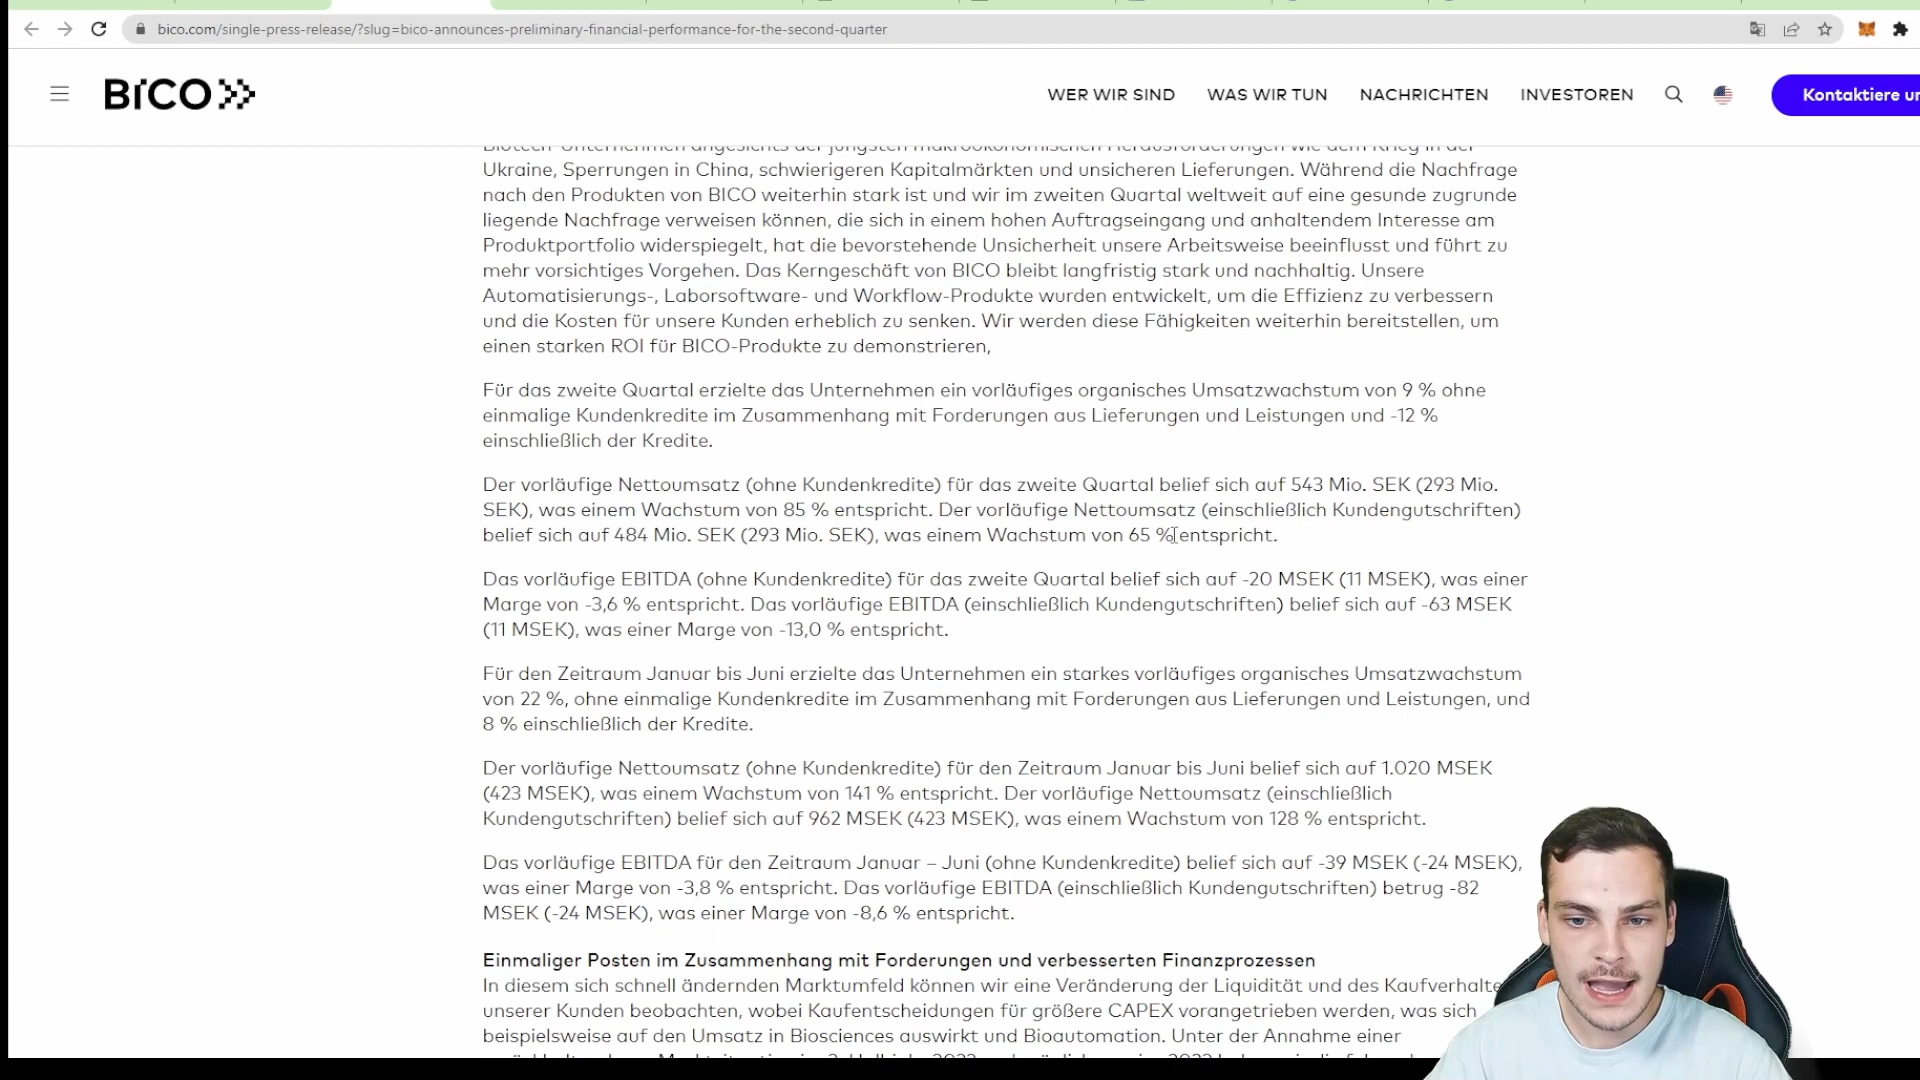 bico.com/single-press-release/?slug=bico-announces-preliminary-financial-performance-for-the-second-quarter
BICO
WER WIR SIND
WAS WIR TUN
NACHRICHTEN
INVESTOREN
Kontaktiere un
Biotech-Unternehmen angesichts der jüngsten makroökonomischen Herausforderungen wie dem Krieg in der
Ukraine, Sperrungen in China, schwierigeren Kapitalmärkten und unsicheren Lieferungen. Während die Nachfrage
nach den Produkten von BICO weiterhin stark ist und wir im zweiten Quartal weltweit auf eine gesunde zugrunde
liegende Nachfrage verweisen können, die sich in einem hohen Auftragseingang und anhaltendem Interesse am
Produktportfolio widerspiegelt, hat die bevorstehende Unsicherheit unsere Arbeitsweise beeinflusst und führt zu
mehr vorsichtiges Vorgehen. Das Kerngeschäft von BICO bleibt langfristig stark und nachhaltig. Unsere
Automatisierungs-, Laborsoftware- und Workflow-Produkte wurden entwickelt, um die Effizienz zu verbessern
und die Kosten für unsere Kunden erheblich zu senken. Wir werden diese Fähigkeiten weiterhin bereitstellen, um
einen starken ROI für BICO-Produkte zu demonstrieren,
Für das zweite Quartal erzielte das Unternehmen ein vorläufiges organisches Umsatzwachstum von 9 % ohne
einmalige Kundenkredite im Zusammenhang mit Forderungen aus Lieferungen und Leistungen und -12 %
einschließlich der Kredite.
Der vorläufige Nettoumsatz (ohne Kundenkredite) für das zweite Quartal belief sich auf 543 Mio. SEK (293 Mio.
SEK), was einem Wachstum von 85 % entspricht. Der vorläufige Nettoumsatz (einschließlich Kundengutschriften)
belief sich auf 484 Mio. SEK (293 Mio. SEK), was einem Wachstum von 65 % entspricht.
Das vorläufige EBITDA (ohne Kundenkredite) für das zweite Quartal belief sich auf -20 MSEK (11 MSEK), was einer
Marge von -3,6 % entspricht. Das vorläufige EBITDA (einschließlich Kundengutschriften) belief sich auf -63 MSEK
(11 MSEK), was einer Marge von -13,0 % entspricht.
Für den Zeitraum Januar bis Juni erzielte das Unternehmen ein starkes vorläufiges organisches Umsatzwachstum
von 22 %, ohne einmalige Kundenkredite im Zusammenhang mit Forderungen aus Lieferungen und Leistungen, und
8 % einschließlich der Kredite.
Der vorläufige Nettoumsatz (ohne Kundenkredite) für den Zeitraum Januar bis Juni belief sich auf 1.020 MSEK
(423 MSEK), was einem Wachstum von 141 % entspricht. Der vorläufige Nettoumsatz (einschließlich
Kundengutschriften) belief sich auf 962 MSEK (423 MSEK), was einem Wachstum von 128 % entspricht.
Das vorläufige EBITDA für den Zeitraum Januar – Juni (ohne Kundenkredite) belief sich auf -39 MSEK (-24 MSEK),
was einer Marge von -3,8 % entspricht. Das vorläufige EBITDA (einschließlich Kundengutschriften) betrug -82
MSEK (-24 MSEK), was einer Marge von -8,6 % entspricht.
Einmaliger Posten im Zusammenhang mit Forderungen und verbesserten Finanzprozessen
In diesem sich schnell ändernden Marktumfeld können wir eine Veränderung der Liquidität und des Kaufverhalte
unserer Kunden beobachten, wobei Kaufentscheidungen für größere CAPEX vorangetrieben werden, was sich
beispielsweise auf den Umsatz in Biosciences auswirkt und Bioautomation. Unter der Annahme einer